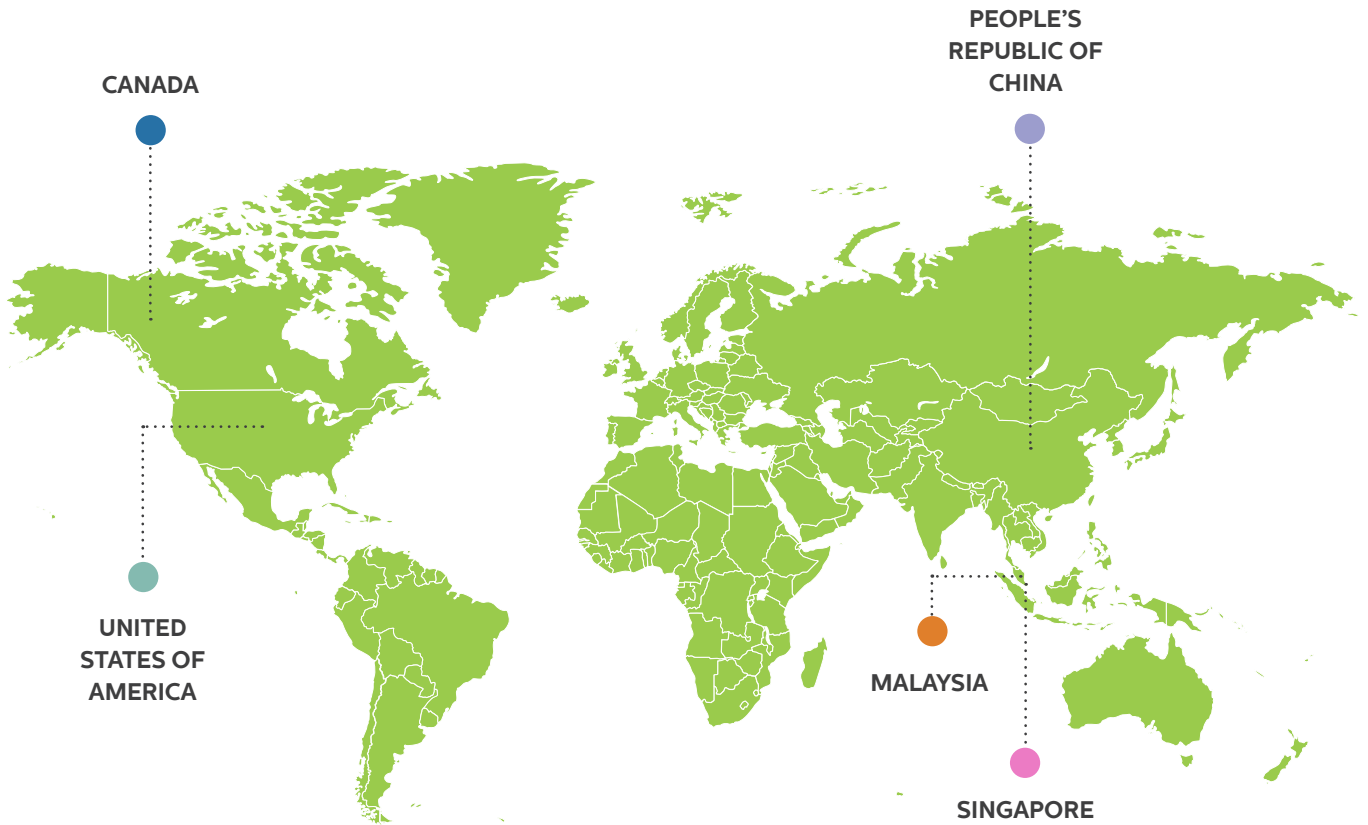 CANADA
PEOPLE’S
REPUBLIC OF
CHINA
UNITED
STATES OF
AMERICA
MALAYSIA
SINGAPORE